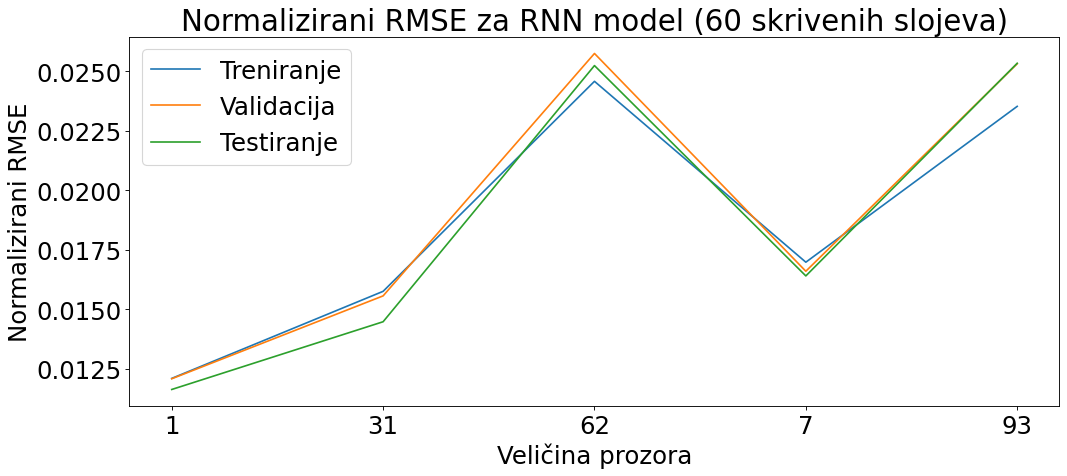 Normalizirani RMSE za RNN model (60 skrivenih slojeva)
Treniranje
Validacija
Testiranje
Normalizirani RMSE
0.0250
0.0225
0.0200
0.0175
0.0150
0.0125
1 31 62 7 93
Veličina prozora